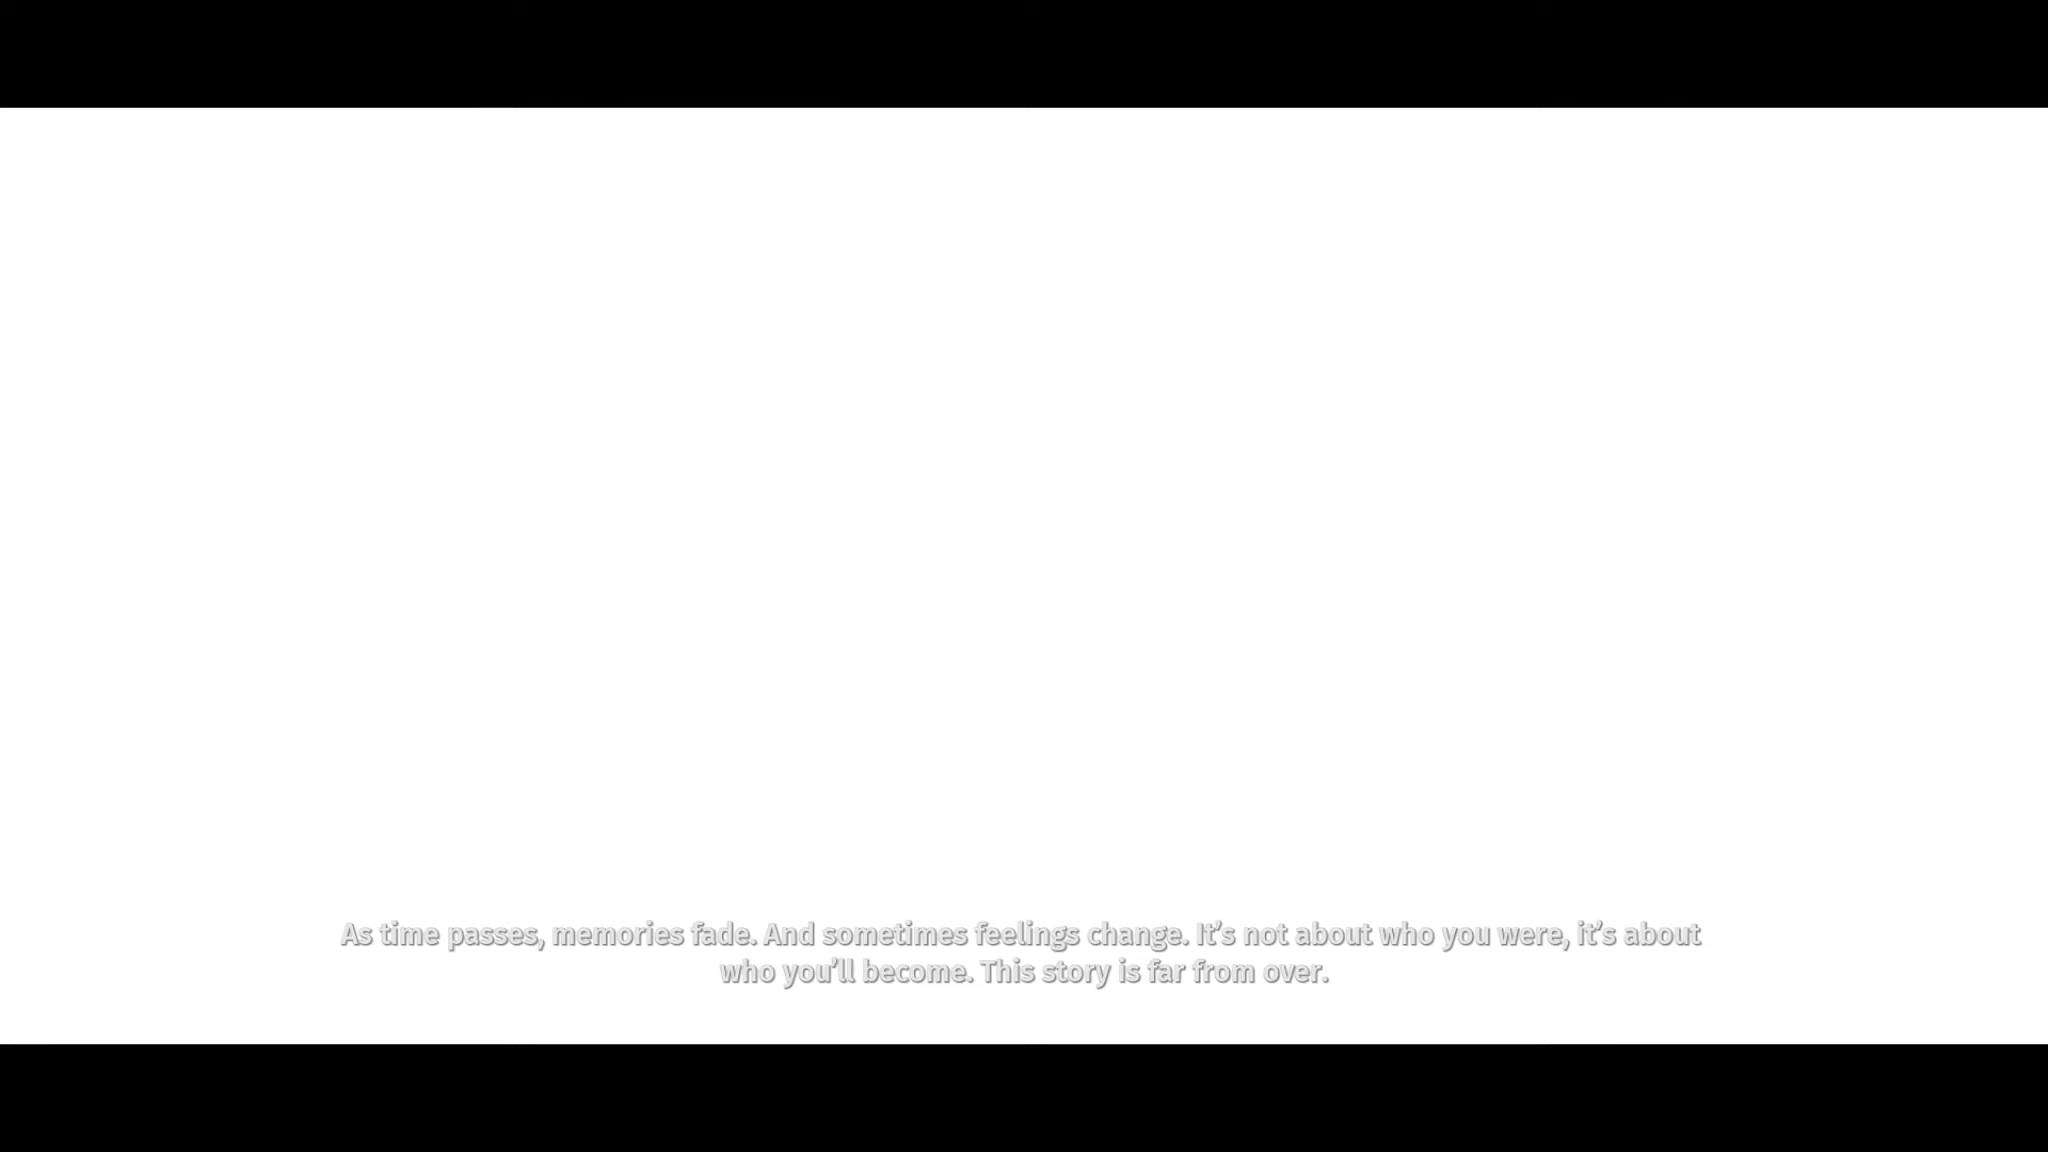 As time passes, memories fade. And sometimes feelings change. It’s not about who you were, it’s about
who you’ll become. This story is far from over.